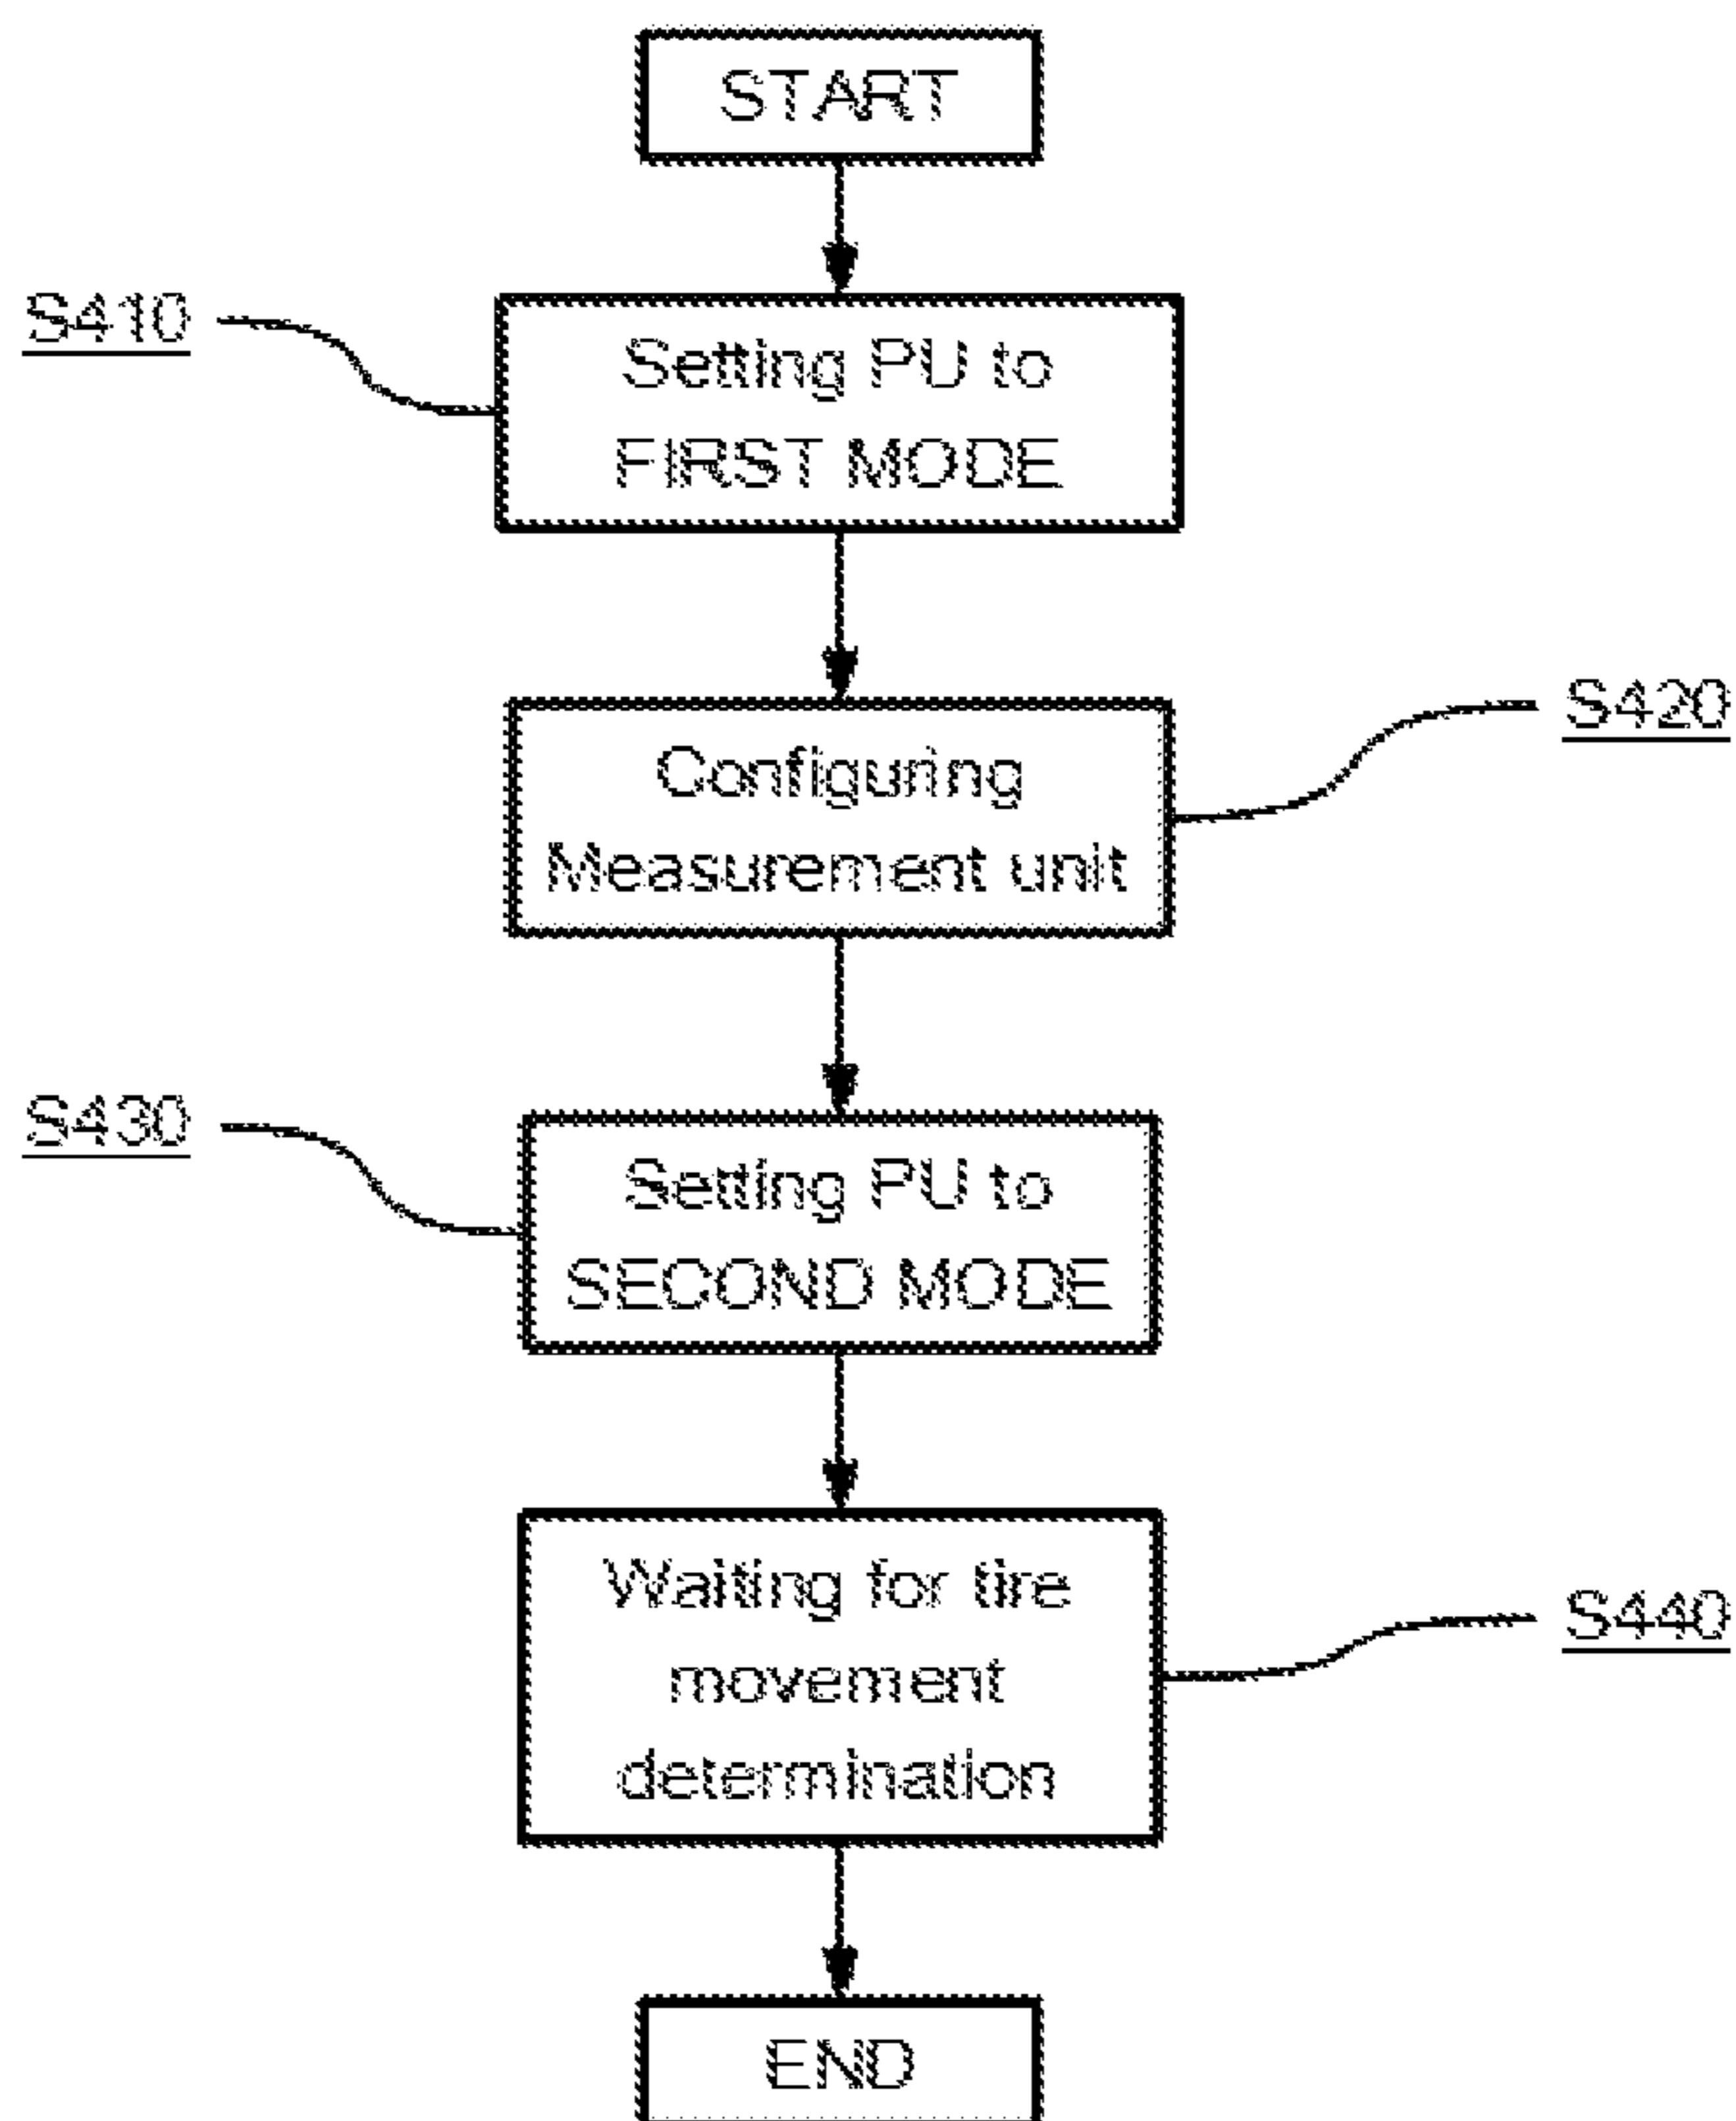 START
S410
Setting PU to
FIRST MODE
S420
Configuring
Measurement unit
S430
Setting PU to
SECOND MODE
Waiting for tire
S440
movement
determination
END